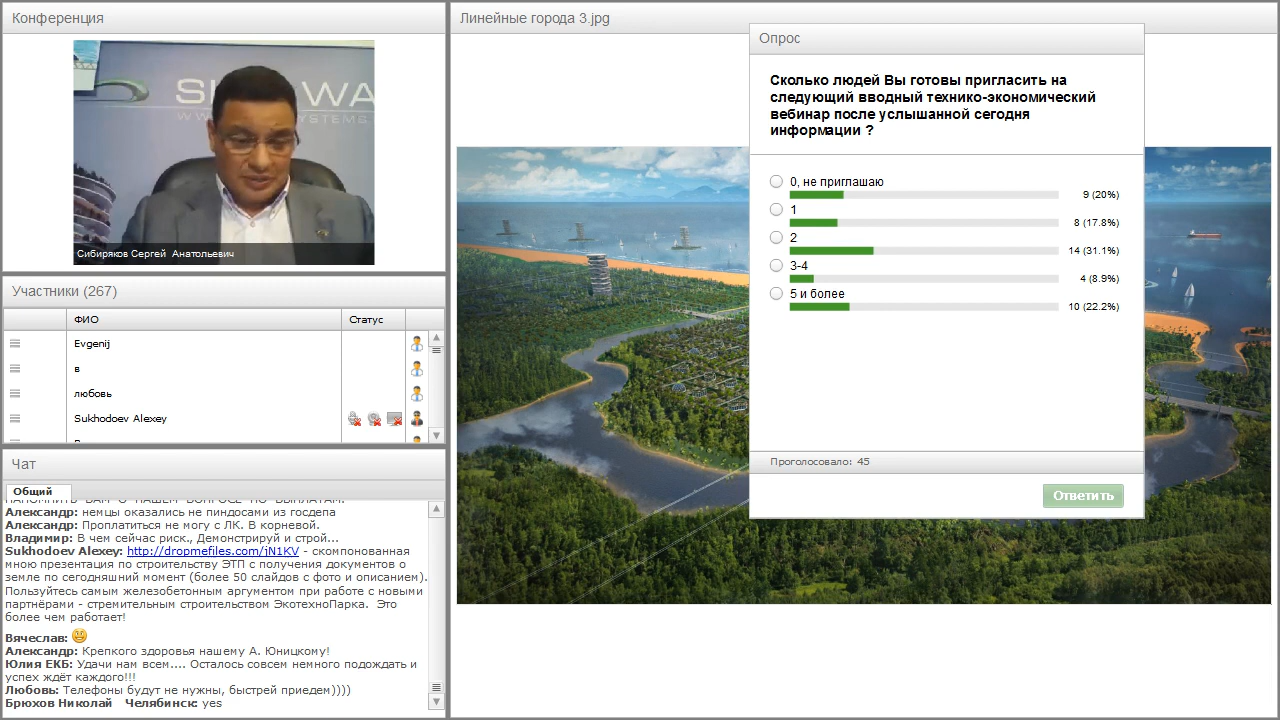 Конференция
Сибиряков Сергей Анатольевич
Участники (267)
ФИО Статус
Evgenij
в
любовь
Sukhodoev Alexey
Чат
Общий
НАПОМНИТЬ ВАМ О НАШЕМ ВОПРОСЕ ПО ВЫПЛАТАМ.
Александр: немцы оказались не пиндосами из госдепа
Александр: Проплатиться не могу с ЛК. В корневой.
Владимир: В чем сейчас риск., Демонстрируй и строй...
Sukhodoev Alexey: http://dropmefiles.com/jN1KV - скомпонованная
мною презентация по строительству ЭТП с получения документов о
земле по сегодняшний момент (более 50 слайдов с фото и описанием).
Пользуйтесь самым железобетонным аргументом при работе с новыми
партнёрами - стремительным строительством ЭкотехноПарка. Это
более чем работает!
Вячеслав:
Александр: Крепкого здоровья нашему А. Юницкому!
Юлия ЕКБ: Удачи нам всем.... Осталось совсем немного подождать и
успех ждёт каждого!!!
Любовь: Телефоны будут не нужны, быстрей приедем))))
Брюхов Николай Челябинск: yes
Линейные города 3.jpg
Опрос
Сколько людей Вы готовы пригласить на
следующий вводный технико-экономический
вебинар после услышанной сегодня
информации ?
0, не приглашаю
9 (20%)
1
8 (17.8%)
2
14 (31.1%)
3-4
4 (8.9%)
5 и более
10 (22.2%)
Проголосовало: 45
Ответить